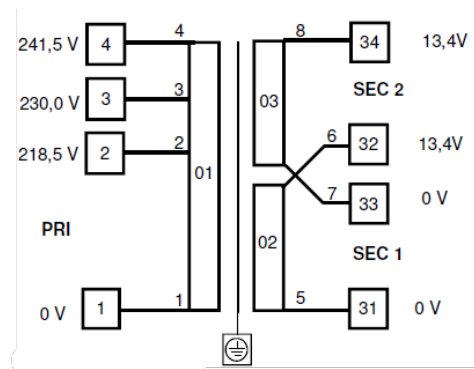 4 8
241,5 V 4 34 13,4V
3
230,0 V 3 03 SEC 2
2 6
218,5 V 2 32 13,4V
01
7 33 0 V
PRI
02 SEC 1
1 5
0 V 1 31 0 V